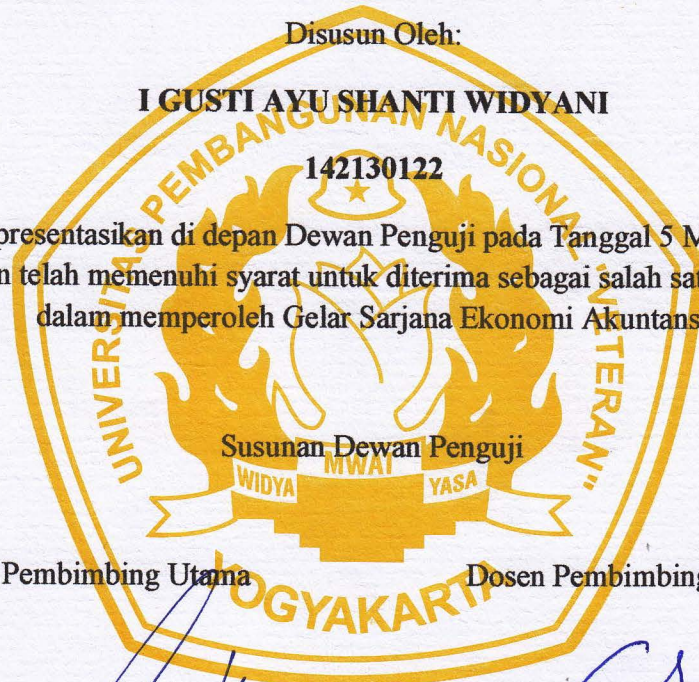 Disusun Oleh:
I GUSTI AYU SHANTI WIDYANI
142130122
presentasikan di depan Dewan Penguji pada Tanggal 5 M
n telah memenuhi syarat untuk diterima sebagai salah sat
dalam memperoleh Gelar Sarjana Ekonomi Akuntans
UNIVERSITAS PEMBANGUNAN NASIONAL "VETERAN"
Susunan Dewan Penguji
WIDYA MWAT YASA
YOGYAKARTA
Pembimbing Utama Dosen Pembimbing